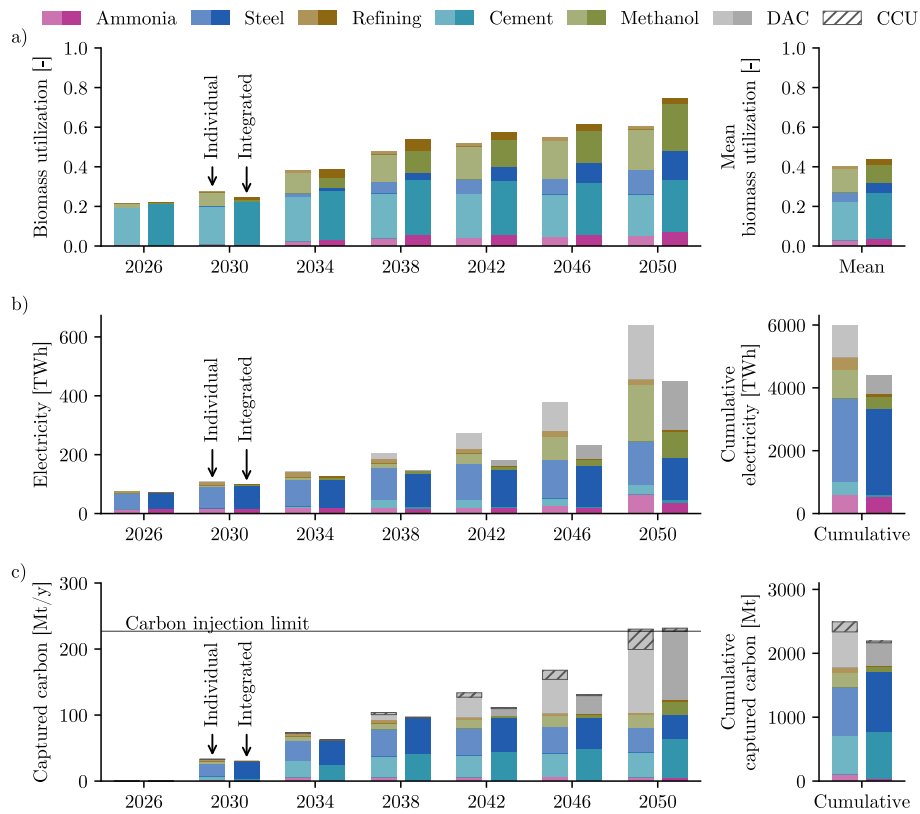 Ammonia Steel Refining Cement Methanol DAC CCU
a)
Biomass utilization [-]
1.0
0.8
0.6
0.4
0.2
0.0
Individual
Integrated
2026 2030 2034 2038 2042 2046 2050
Mean
biomass utilization [-]
1.0
0.8
0.6
0.4
0.2
0.0
Mean
b)
Electricity [TWh]
600
400
200
0
Individual
Integrated
2026 2030 2034 2038 2042 2046 2050
Cumulative
electricity [TWh]
6000
4000
2000
0
Cumulative
c)
Captured carbon [Mt/y]
300
200
100
0
Carbon injection limit
Individual
Integrated
2026 2030 2034 2038 2042 2046 2050
Cumulative
captured carbon [Mt]
3000
2000
1000
0
Cumulative